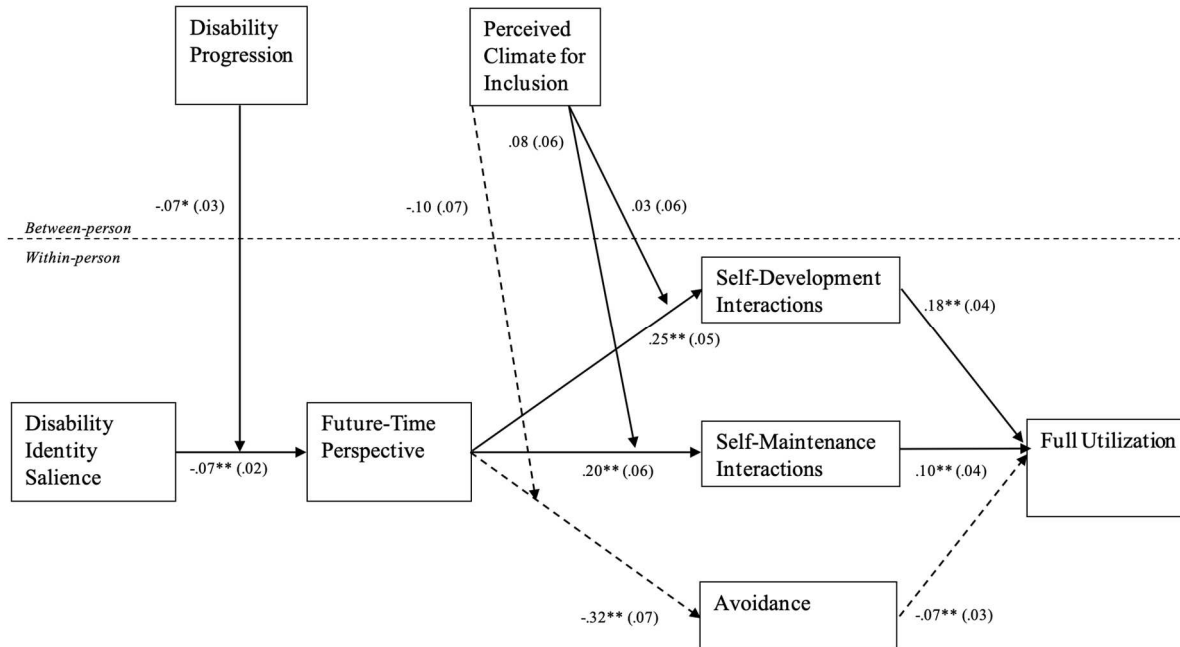 Disability
Progression
Perceived
Climate for
Inclusion
.08 (.06)
-.07* (.03)
-.10 (.07)
.03 (.06)
Between-person
Within-person
Self-Development
Interactions
.18** (.04)
.25** (.05)
Disability
Identity
Salience
-.07** (.02)
Future-Time
Perspective
.20** (.06)
Self-Maintenance
Interactions
.10** (.04)
Full Utilization
-.32** (.07)
Avoidance
-.07** (.03)